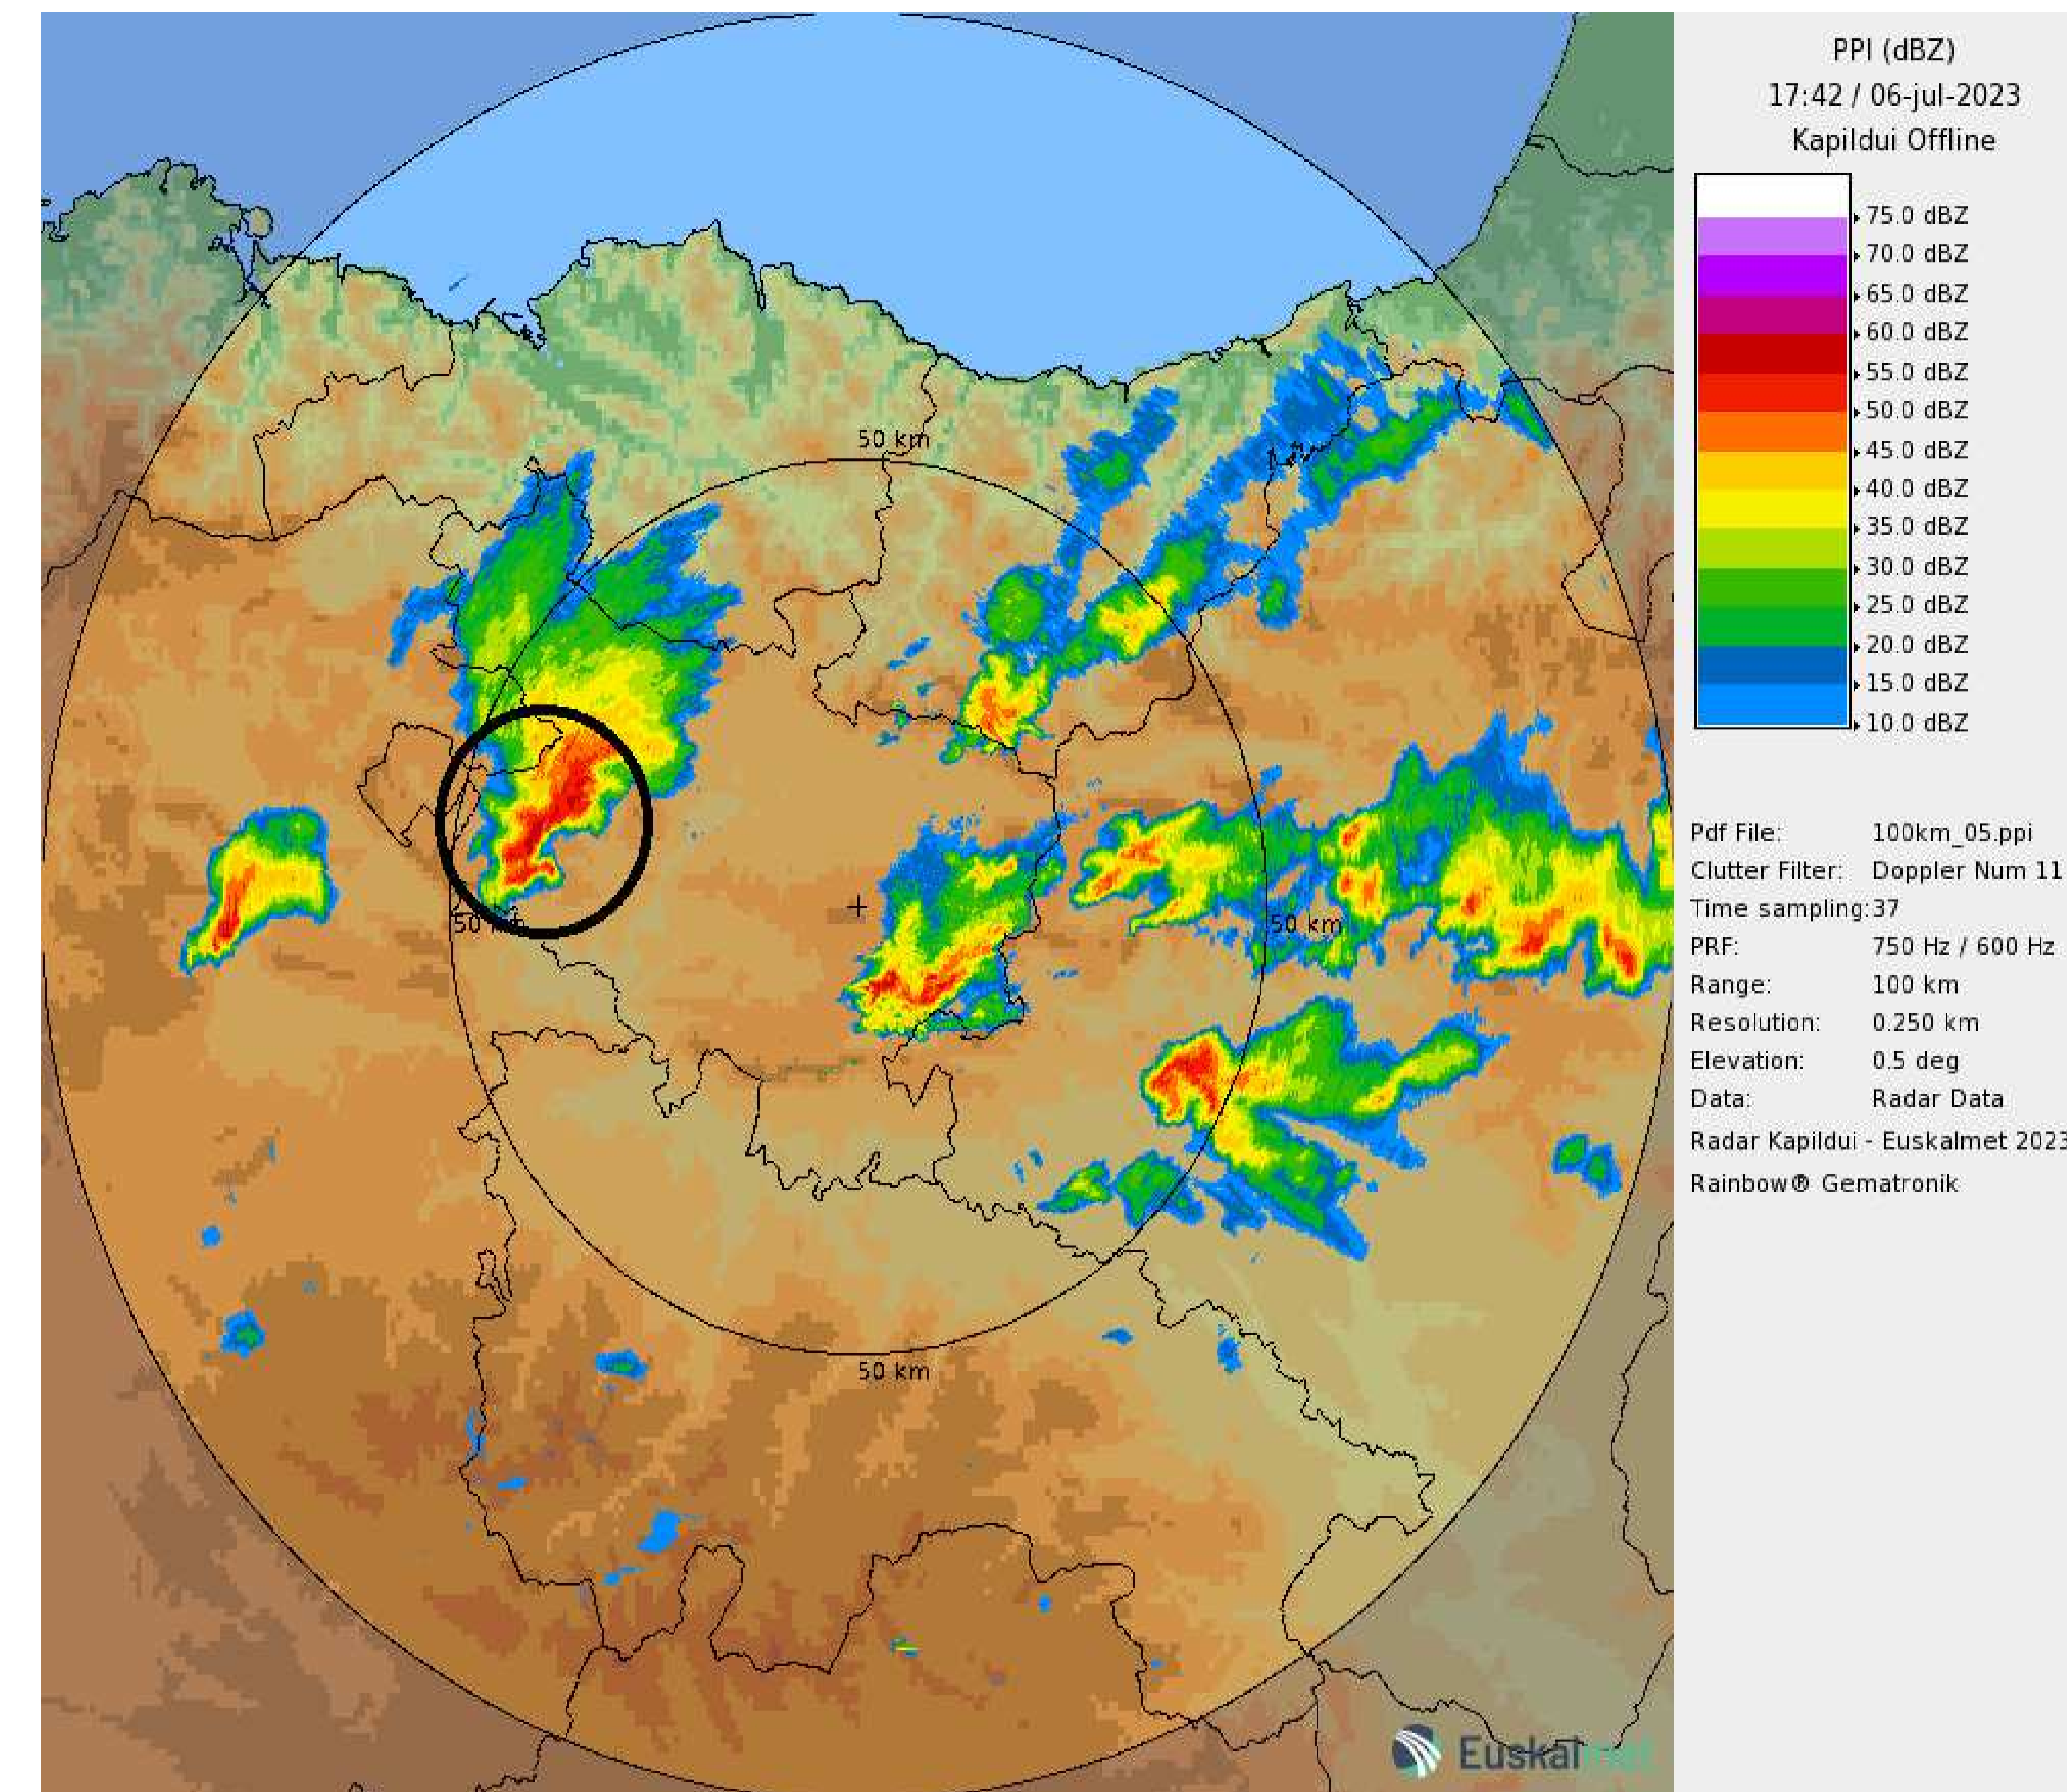 PPI (dBZ)
17:42 / 06-jul-2023
Kapildui Offline
75.0 dBZ
70.0 dBZ
65.0 dBZ
60.0 dBZ
55.0 dBZ
50.0 dBZ
45.0 dBZ
40.0 dBZ
35.0 dBZ
30.0 dBZ
25.0 dBZ
20.0 dBZ
15.0 dBZ
10.0 dBZ
50 km
50 km
50 km
50 km
Pdf File: 100km_05.ppi
Clutter Filter: Doppler Num 11
Time sampling: 37
PRF: 750 Hz / 600 Hz
Range: 100 km
Resolution: 0.250 km
Elevation: 0.5 deg
Data: Radar Data
Radar Kapildui - Euskalmet 2023
Rainbow® Gematronik
Euskalmet